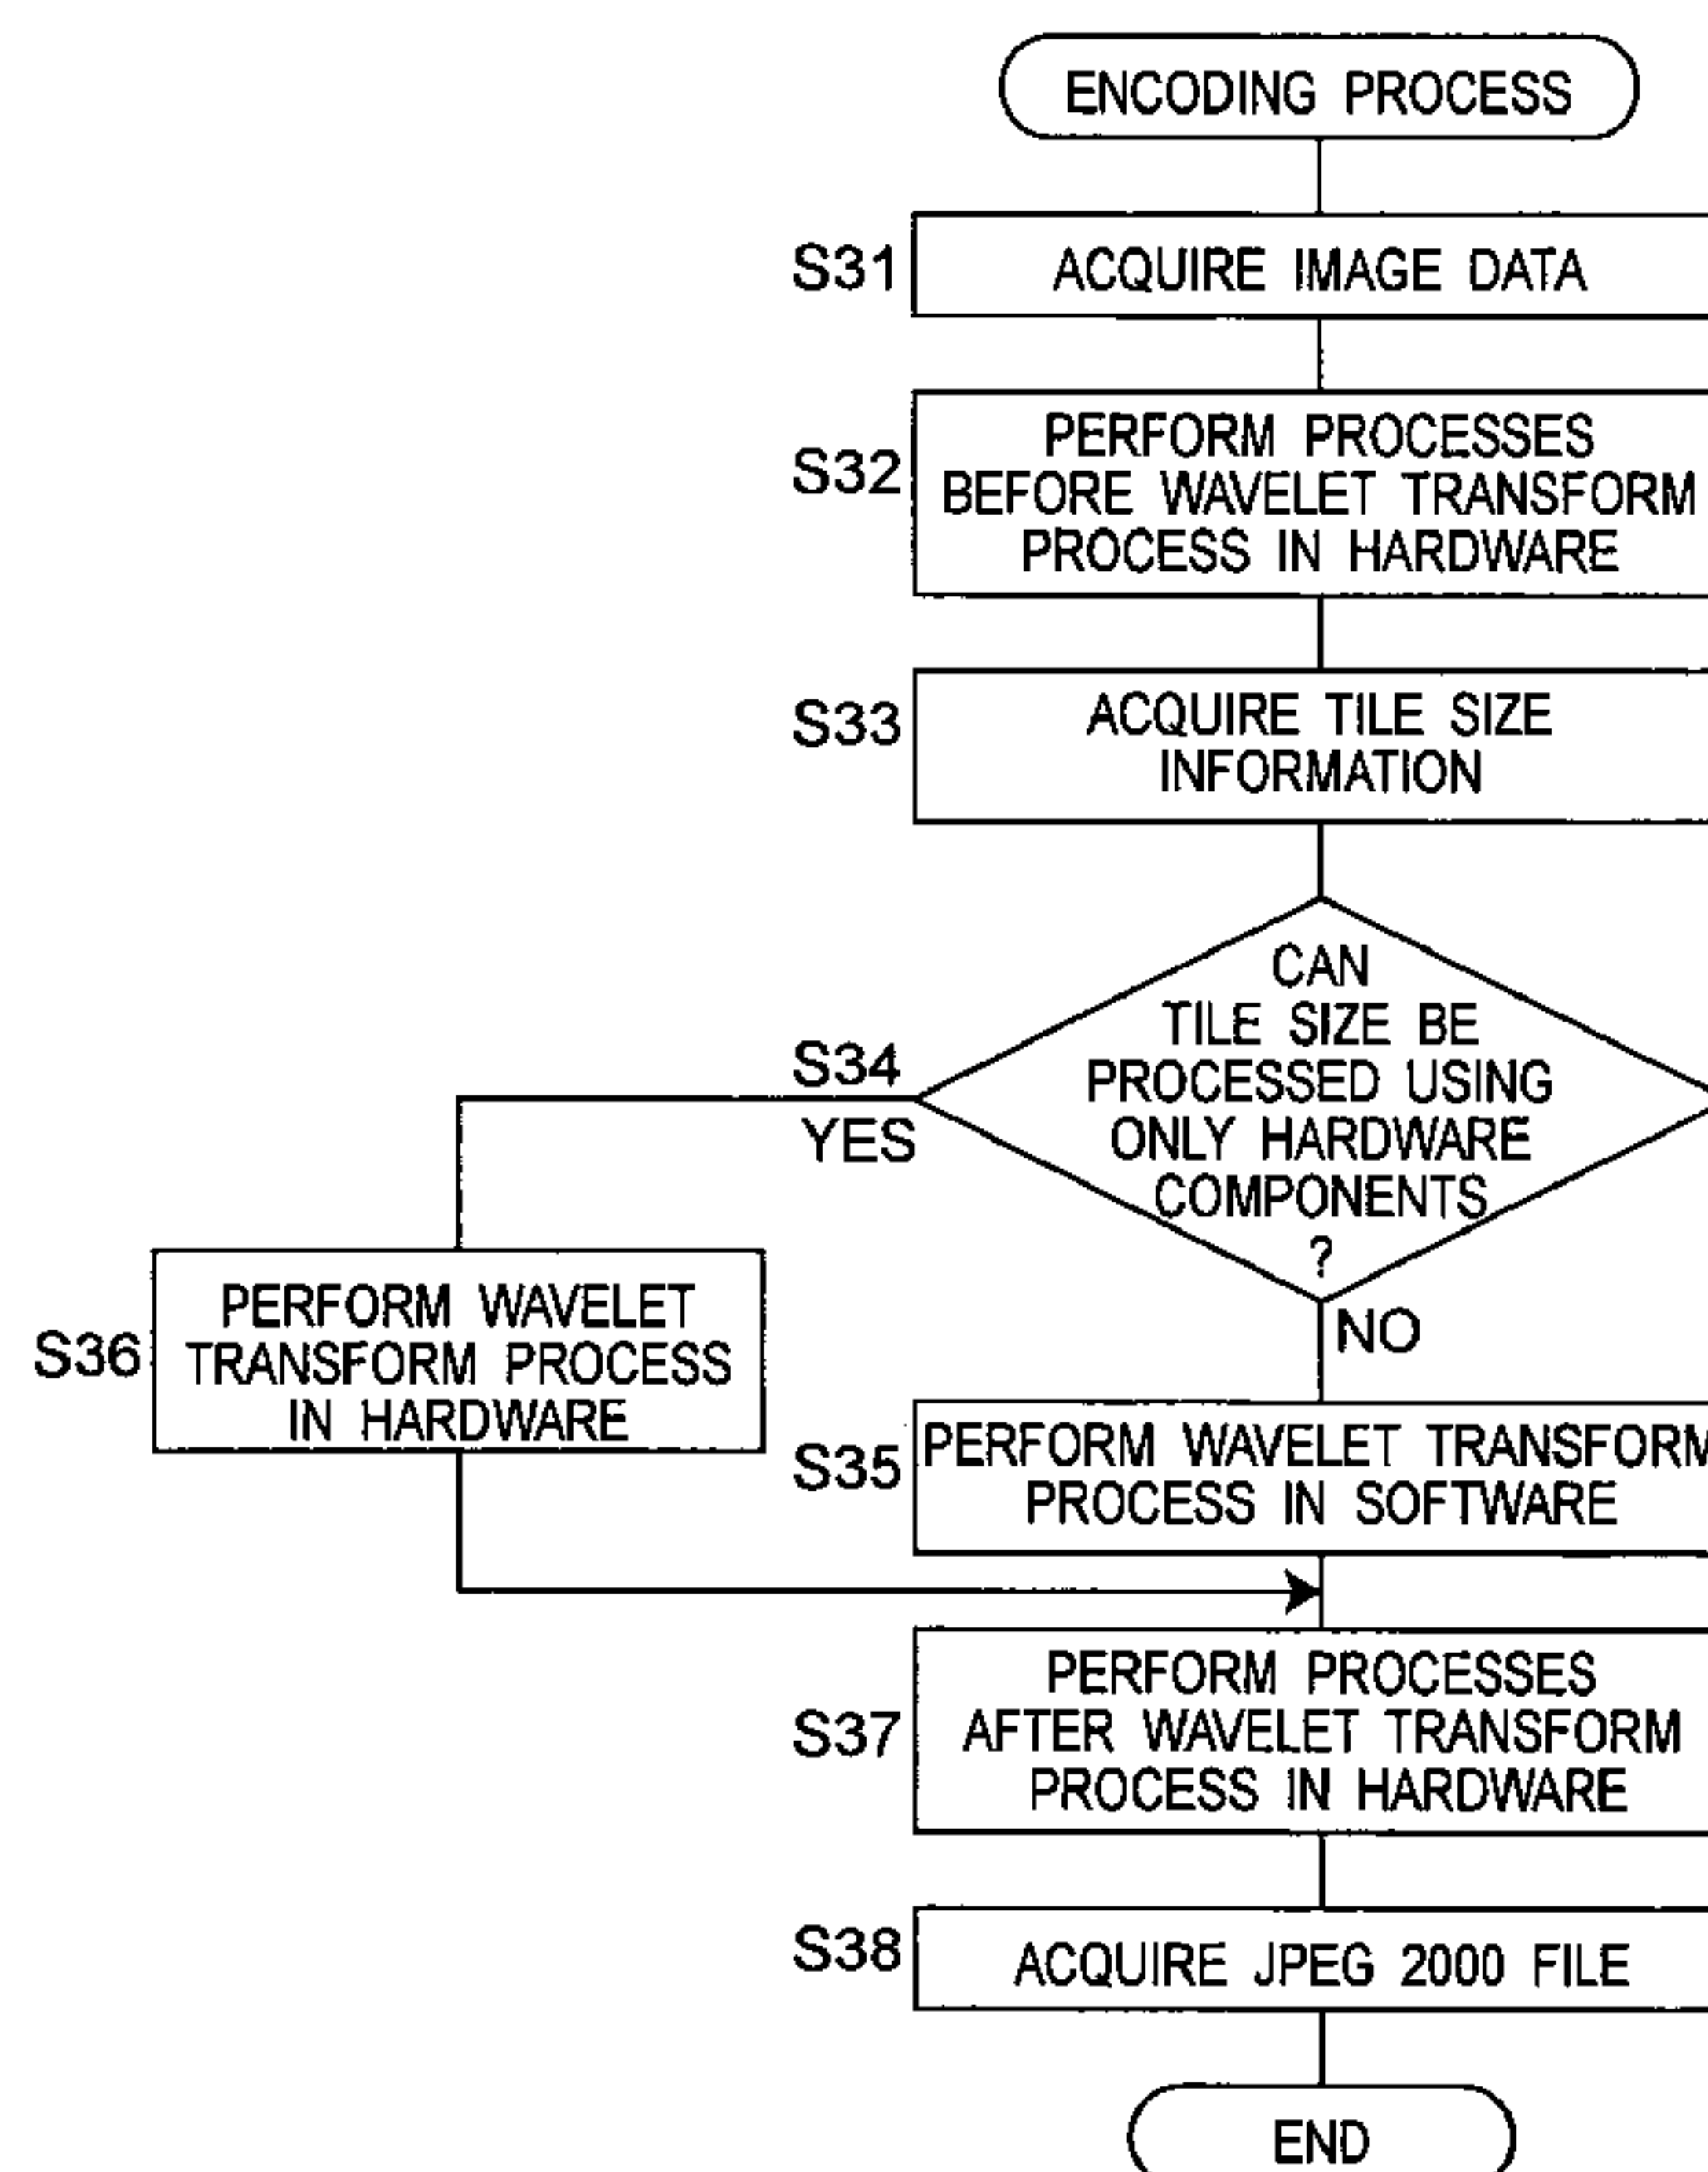 ENCODING PROCESS
S31
ACQUIRE IMAGE DATA
S32
PERFORM PROCESSES
BEFORE WAVELET TRANSFORM
PROCESS IN HARDWARE
S33
ACQUIRE TILE SIZE
INFORMATION
S34
CAN
TILE SIZE BE
PROCESSED USING
ONLY HARDWARE
COMPONENTS
?
YES
NO
S36
PERFORM WAVELET
TRANSFORM PROCESS
IN HARDWARE
S35
PERFORM WAVELET TRANSFORM
PROCESS IN SOFTWARE
S37
PERFORM PROCESSES
AFTER WAVELET TRANSFORM
PROCESS IN HARDWARE
S38
ACQUIRE JPEG 2000 FILE
END